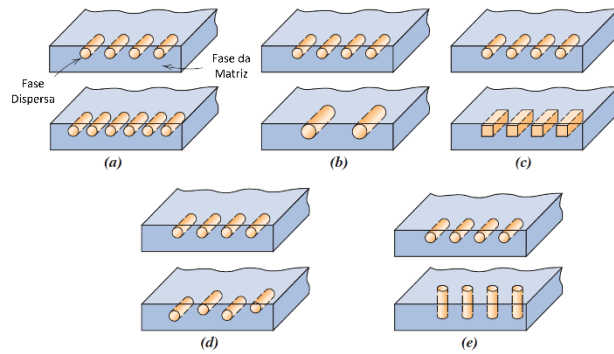 Fase
Dispersa
Fase da
Matriz
(a)
(b)
(c)
(d)
(e)